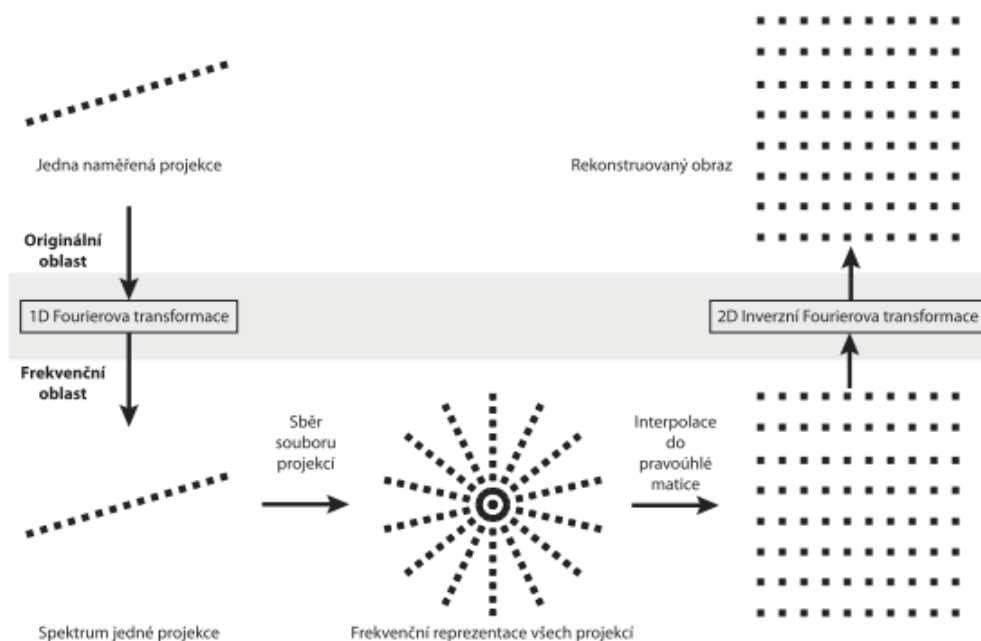 Jedna naměřená projekce
Rekonstruovaný obraz
Originální
oblast
1D Fourierova transformace
2D Inverzní Fourierova transformace
Frekvenční
oblast
Sběr
souboru
projekcí
Interpolace
do
pravoúhlé
matice
Spektrum jedné projekce
Frekvenční reprezentace všech projekcí